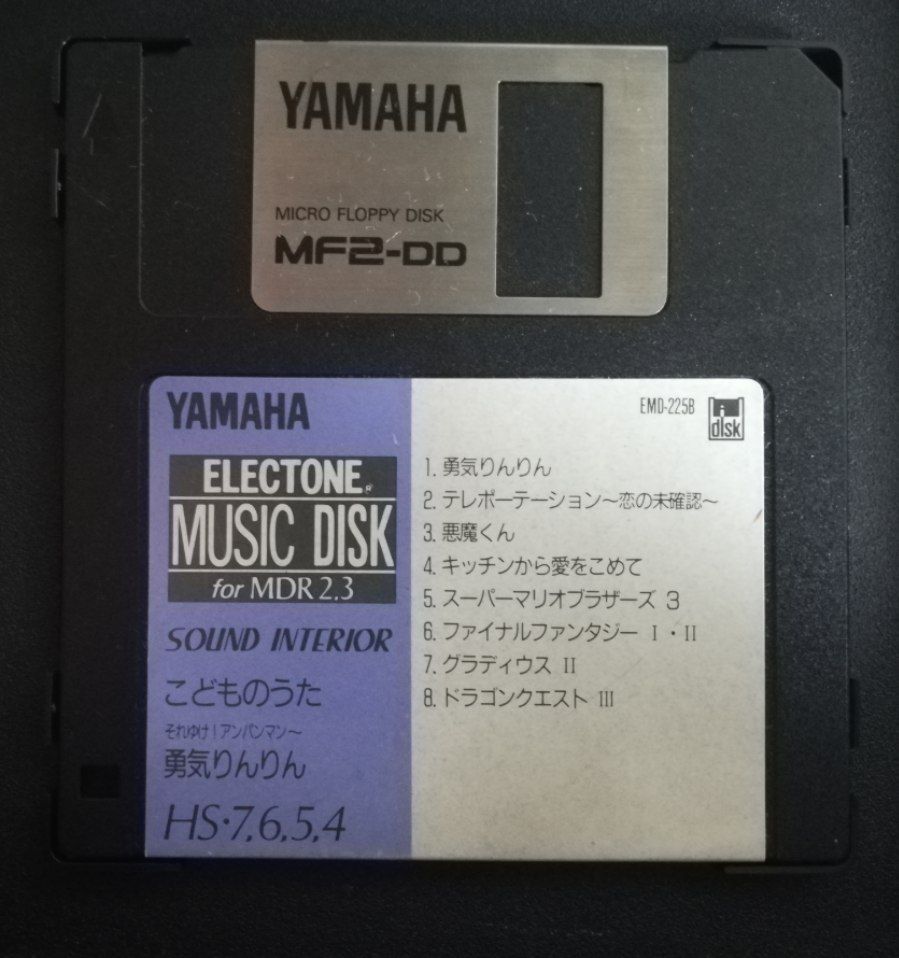 YAMAHA
MICRO FLOPPY DISK
MF2-DD
YAMAHA
ELECTONE®
MUSIC DISK
for MDR 2,3
SOUND INTERIOR
こどものうた
それゆけ!アンパンマン〜
勇気りんりん
HS・7,6,5,4
EMD-225B
disk
1. 勇気りんりん
2. テレポーテーション〜恋の未確認〜
3. 悪魔くん
4. キッチンから愛をこめて
5. スーパーマリオブラザーズ 3
6. ファイナルファンタジー I・II
7. グラディウス II
8. ドラゴンクエスト III